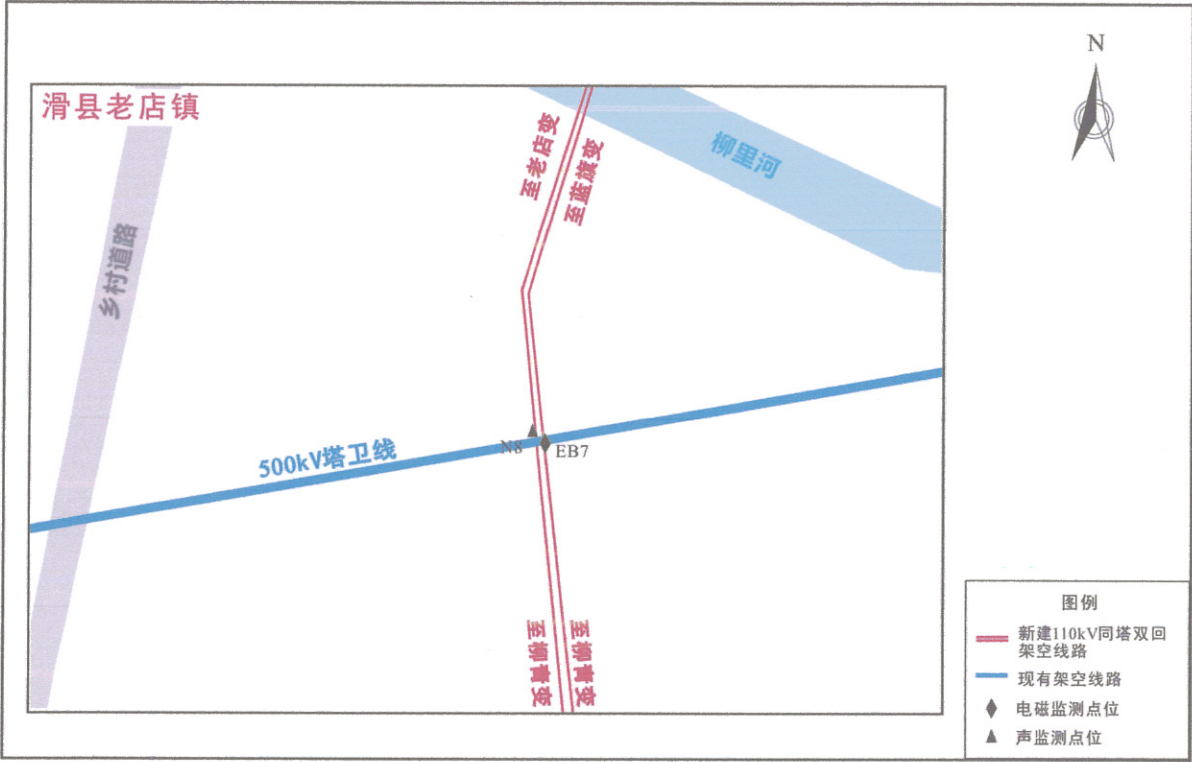 N
滑县老店镇
至老店变
至蓝旗变
柳里河
乡村道路
500kV塔卫线
N8
EB7
至柳青变
至柳青变
图例
新建110kV同塔双回
架空线路
现有架空线路
电磁监测点位
声监测点位